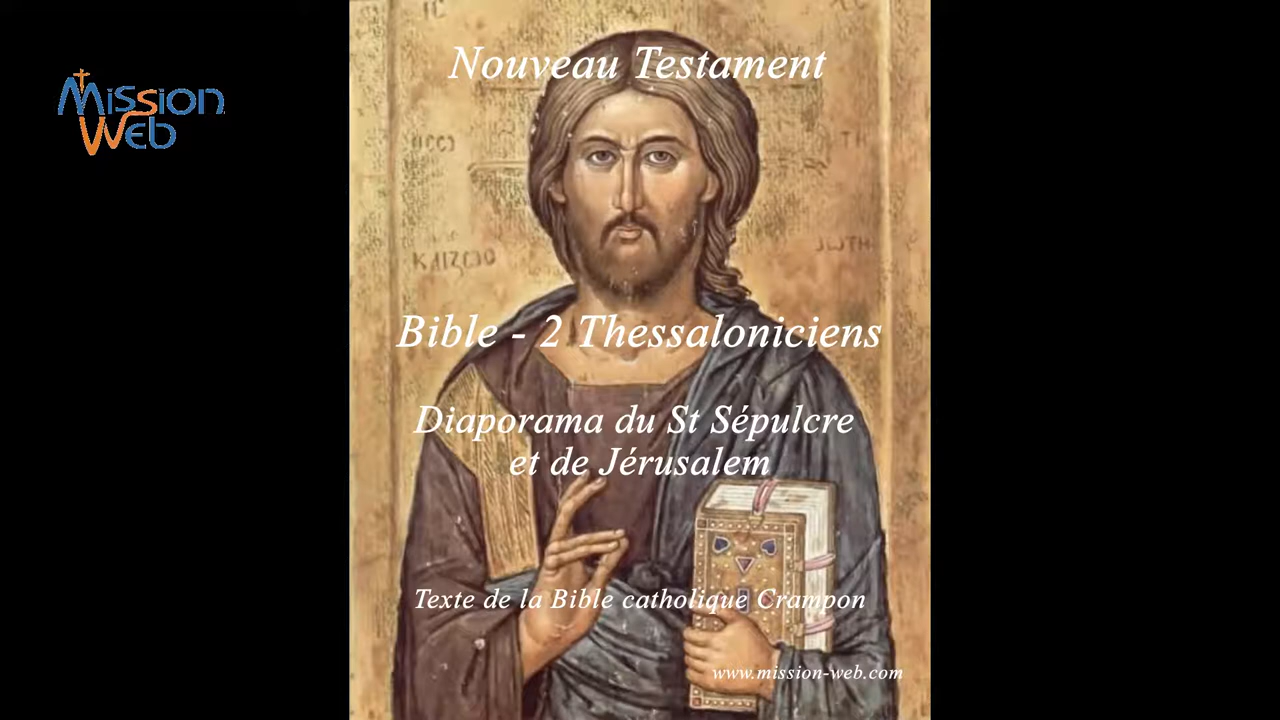 Mission
Web
Nouveau Testament
Bible - 2 Thessaloniciens
Diaporama du St Sépulcre
et de Jérusalem
Texte de la Bible catholique Crampon
www.mission-web.com